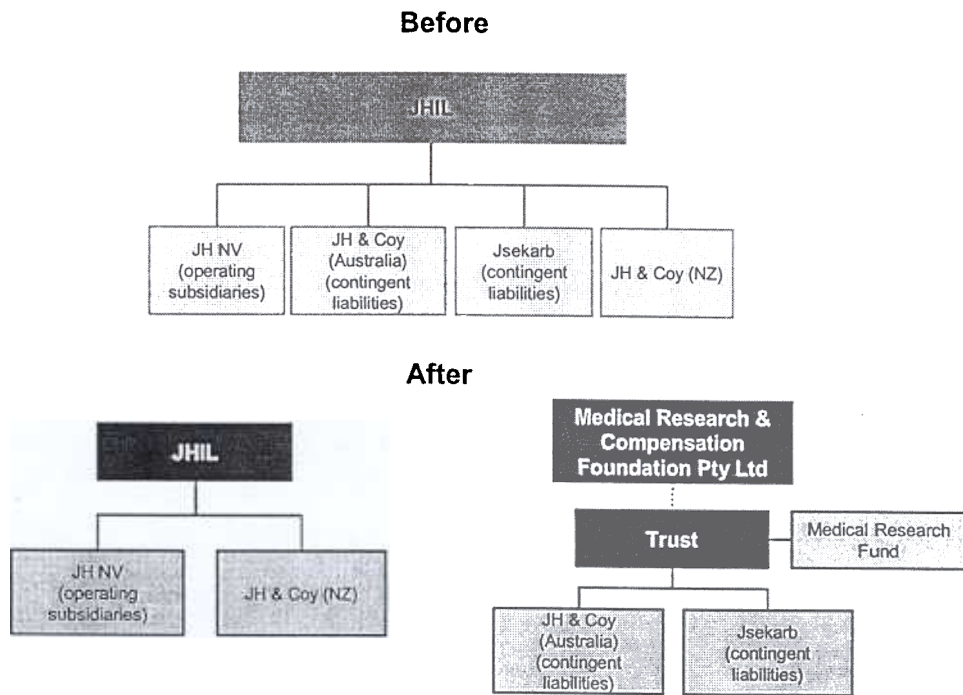 Before
JHIL
JH NV
(operating
subsidiaries)
JH & Coy
(Australia)
(contingent
liabilities)
Jsekarb
(contingent
liabilities)
JH & Coy (NZ)
After
JHIL
JH NV
(operating
subsidiaries)
JH & Coy (NZ)
Medical Research &
Compensation
Foundation Pty Ltd
Trust
Medical Research
Fund
JH & Coy
(Australia)
(contingent
liabilities)
Jsekarb
(contingent
liabilities)